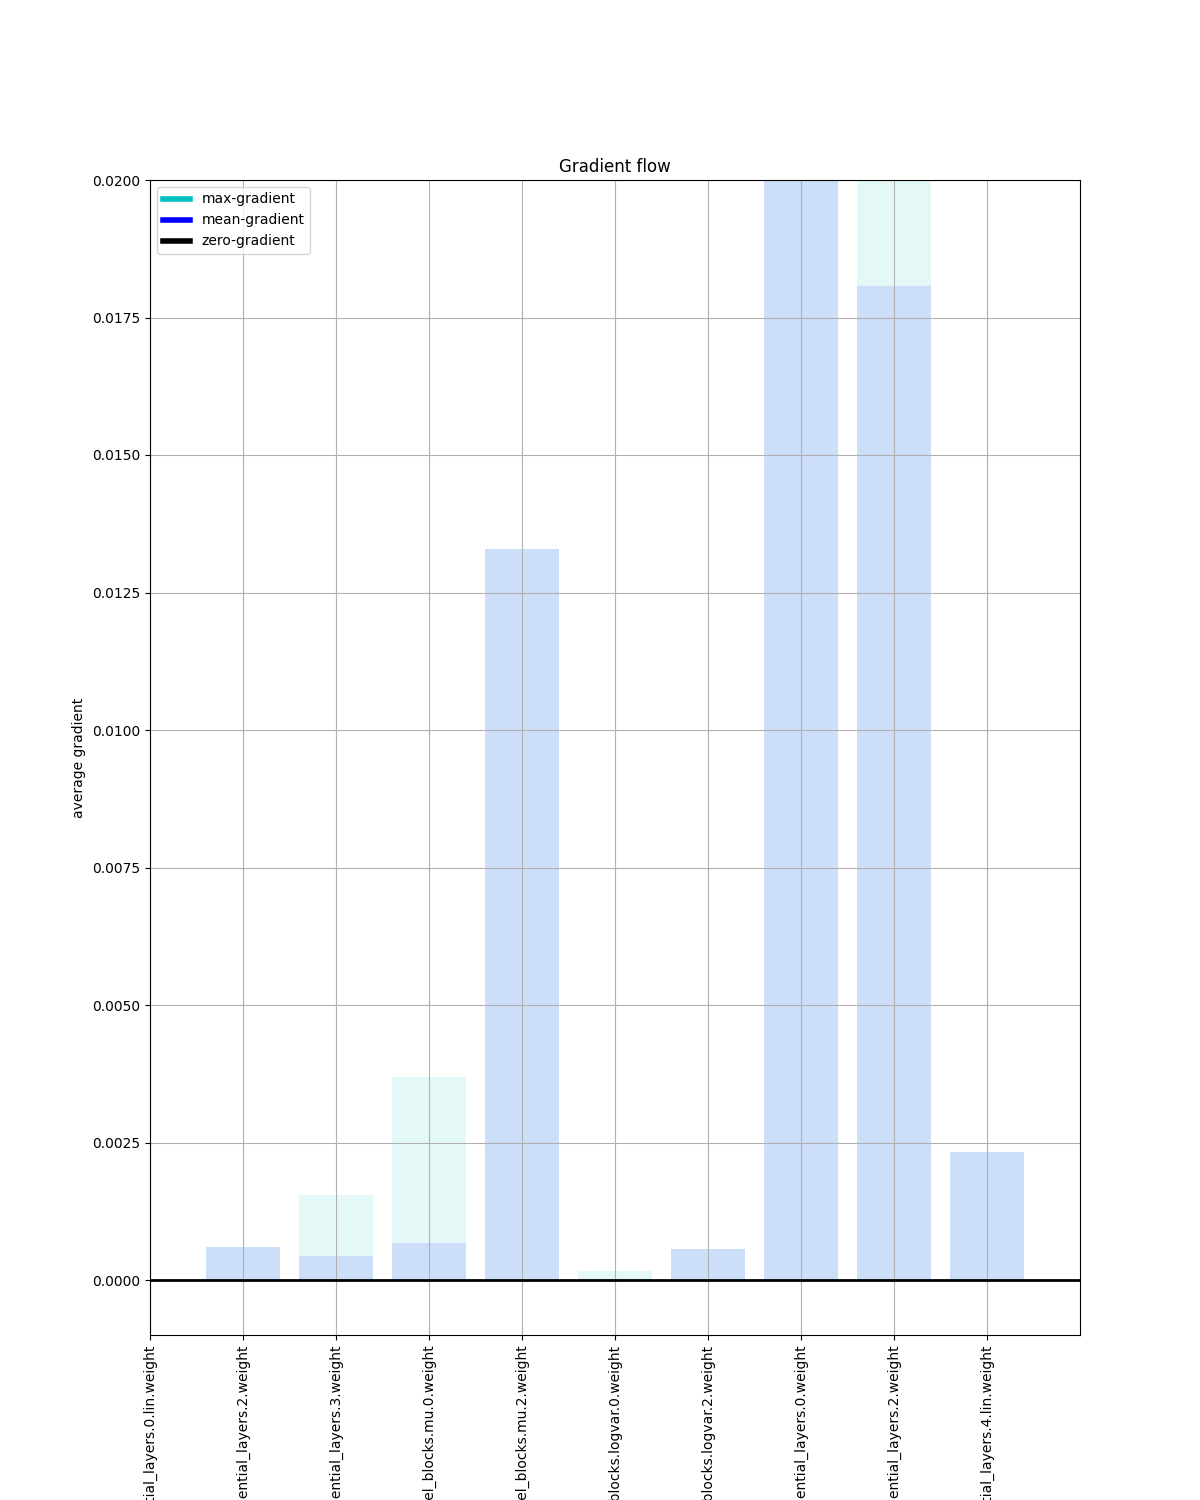 Gradient flow
max-gradient
mean-gradient
zero-gradient
0.0200
0.0175
0.0150
0.0125
0.0100
0.0075
0.0050
0.0025
0.0000
average gradient
tial_layers.0.lin.weight
ential_layers.2.weight
ential_layers.3.weight
el_blocks.mu.0.weight
el_blocks.mu.2.weight
blocks.logvar.0.weight
blocks.logvar.2.weight
ential_layers.0.weight
ential_layers.2.weight
tial_layers.4.lin.weight